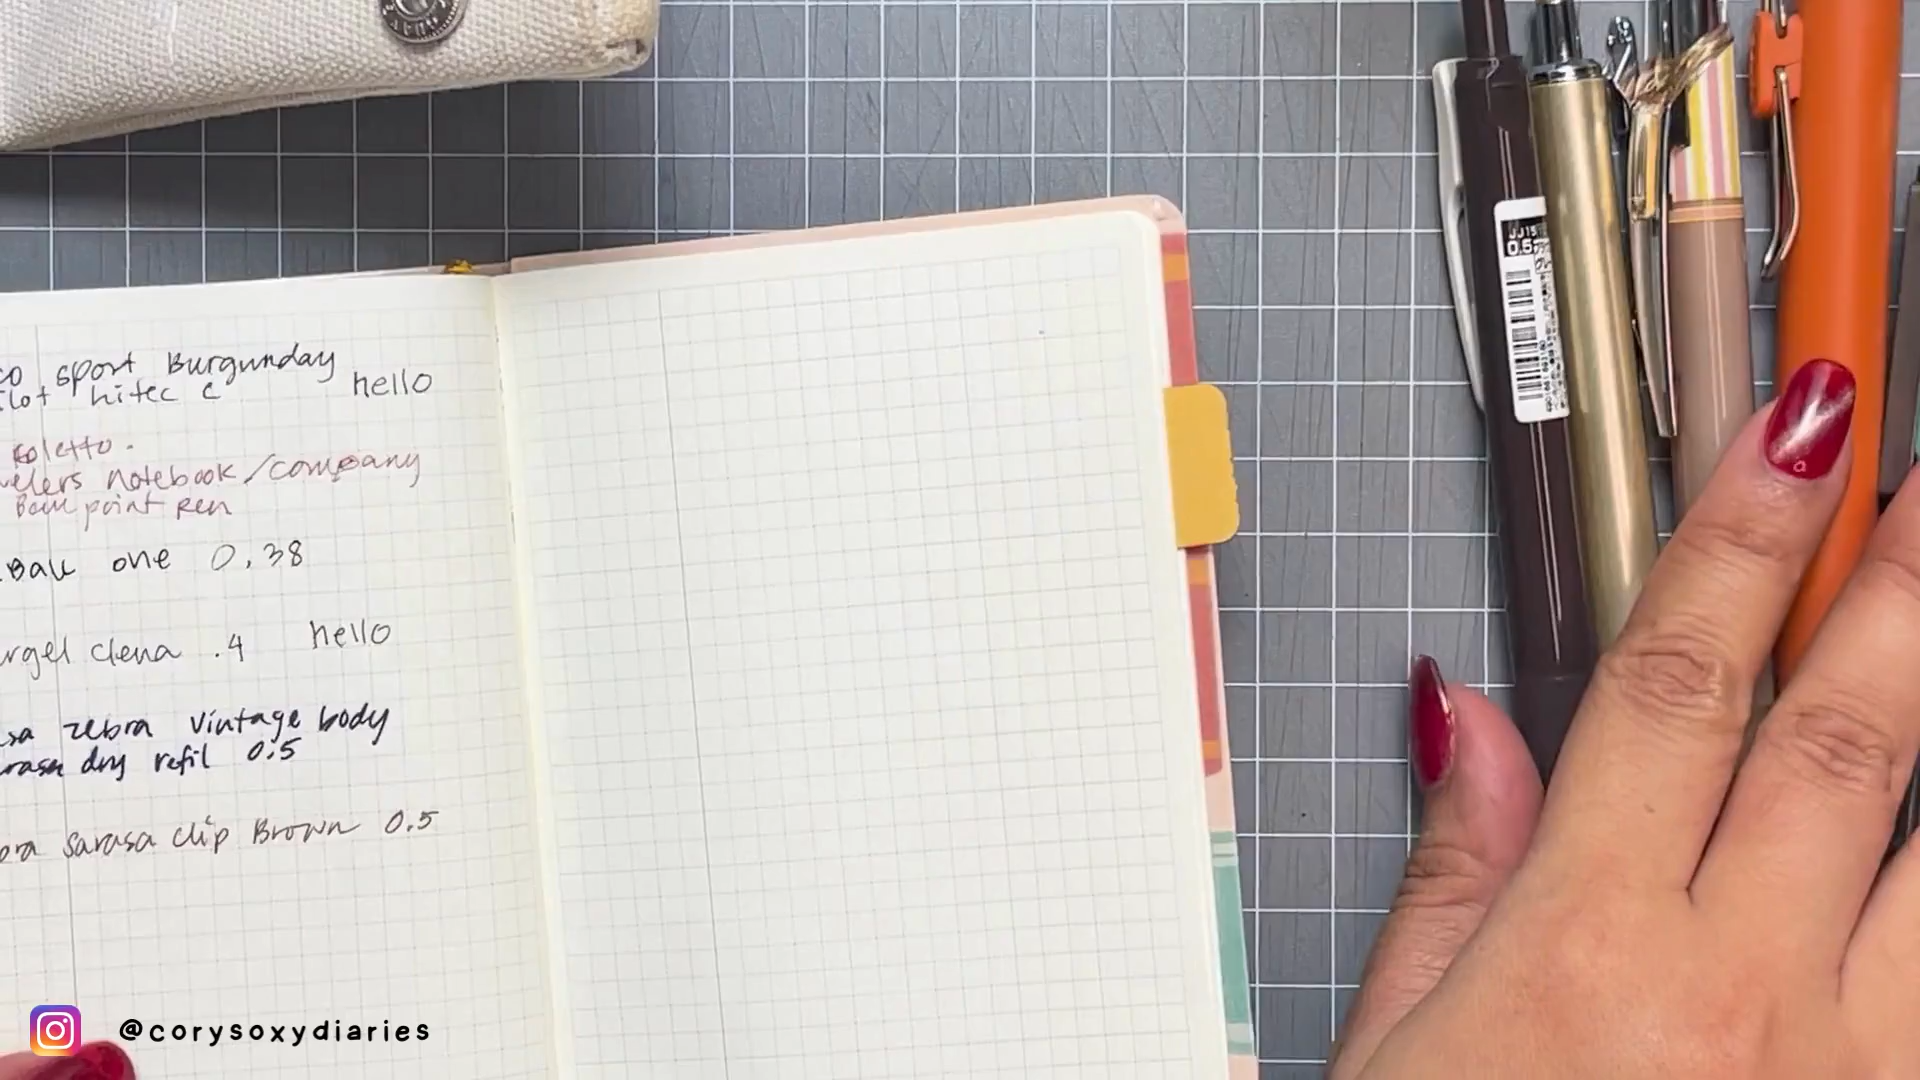 sport Burgunday
hitec c hello
koletto.
notebook/company
Ball point Pen
Ball one 0.38
clena .4 hello
zebra vintage body
dry refil 0.5
sarasa clip Brown 0.5
JJ15
0.5
@corysoxydiaries